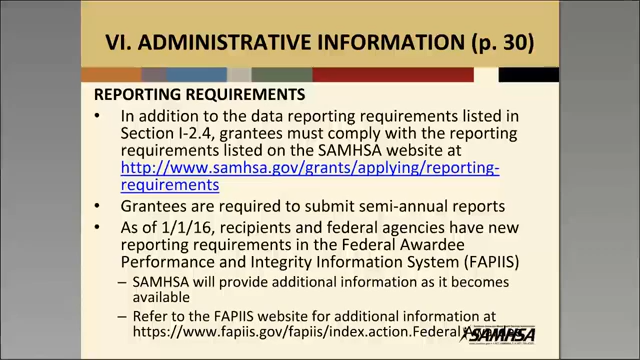 VI. ADMINISTRATIVE INFORMATION (p. 30)
REPORTING REQUIREMENTS
• In addition to the data reporting requirements listed in
Section I-2.4, grantees must comply with the reporting
requirements listed on the SAMHSA website at
http://www.samhsa.gov/grants/applying/reporting-
requirements
• Grantees are required to submit semi-annual reports
• As of 1/1/16, recipients and federal agencies have new
reporting requirements in the Federal Awardee
Performance and Integrity Information System (FAPIIS)
– SAMHSA will provide additional information as it becomes
available
– Refer to the FAPIIS website for additional information at
https://www.fapiis.gov/fapiis/index.action.Federal
SAMHSA